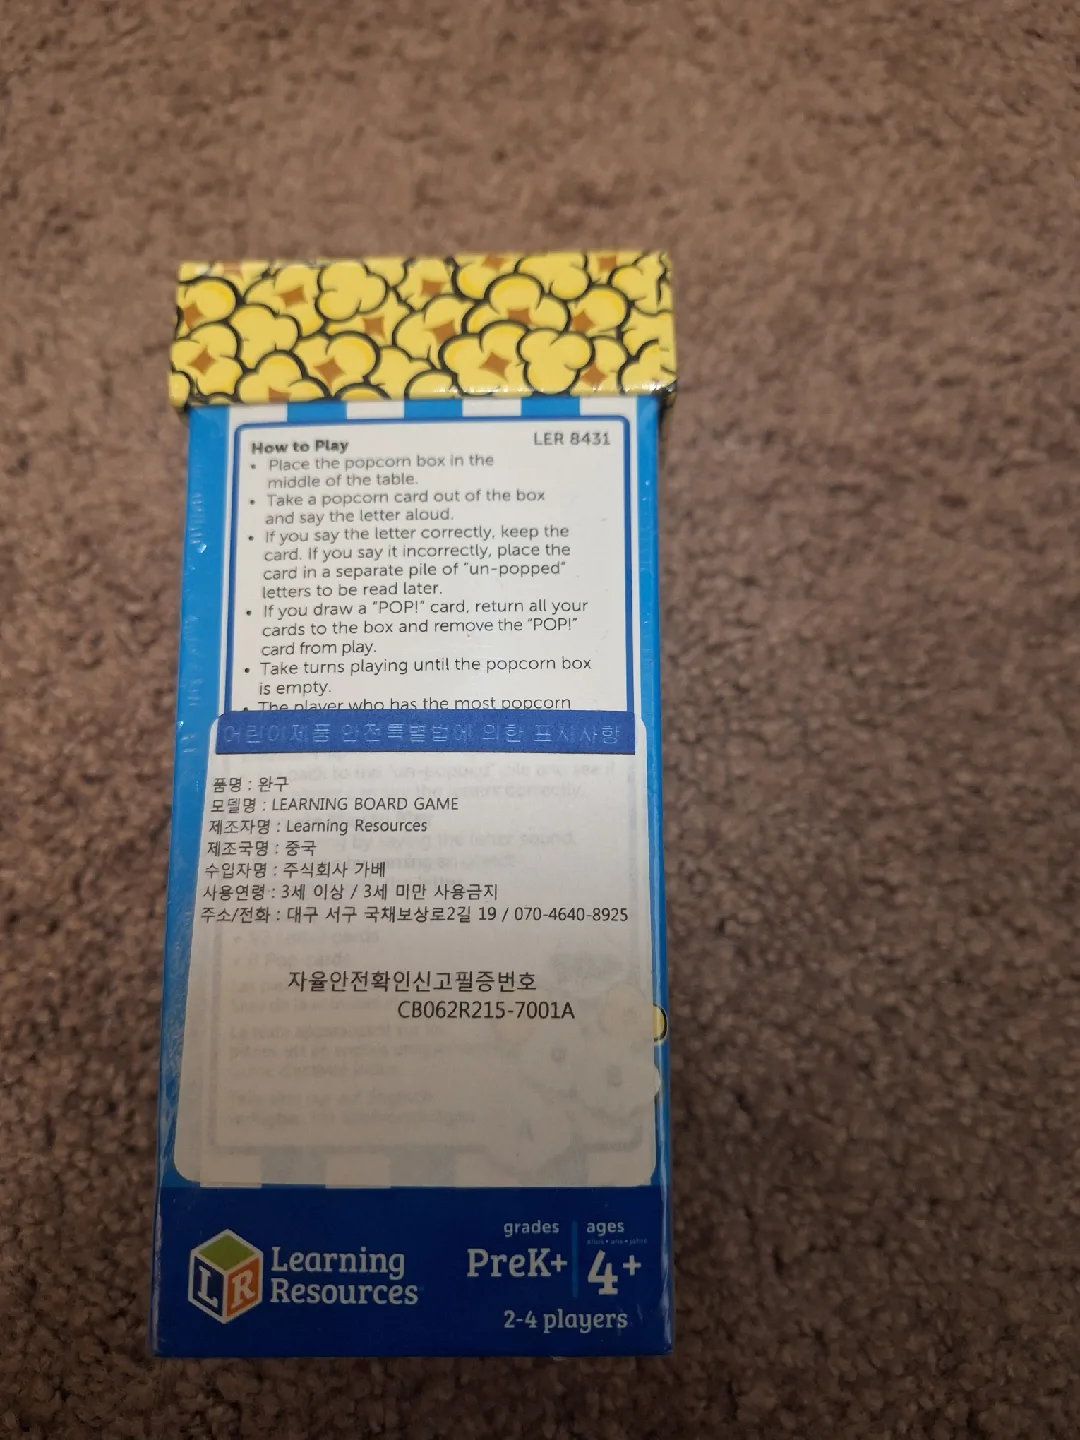 How to Play
LER 8431
• Place the popcorn box in the
middle of the table.
• Take a popcorn card out of the box
and say the letter aloud.
• If you say the letter correctly, keep the
card. If you say it incorrectly, place the
card in a separate pile of "un-popped"
letters to be read later.
• If you draw a "POP!" card, return all your
cards to the box and remove the "POP!"
card from play.
• Take turns playing until the popcorn box
is empty.
• The player who has the most popcorn
어린이제품 안전특별법에 의한 표시사항
품명 : 완구
모델명 : LEARNING BOARD GAME
제조자명 : Learning Resources
제조국명 : 중국
수입자명 : 주식회사 가베
사용연령 : 3세 이상 / 3세 미만 사용금지
주소/전화 : 대구 서구 국채보상로2길 19 / 070-4640-8925
자율안전확인신고필증번호
CB062R215-7001A
LR
Learning
Resources
grades
PreK+
ages
4+
2-4 players